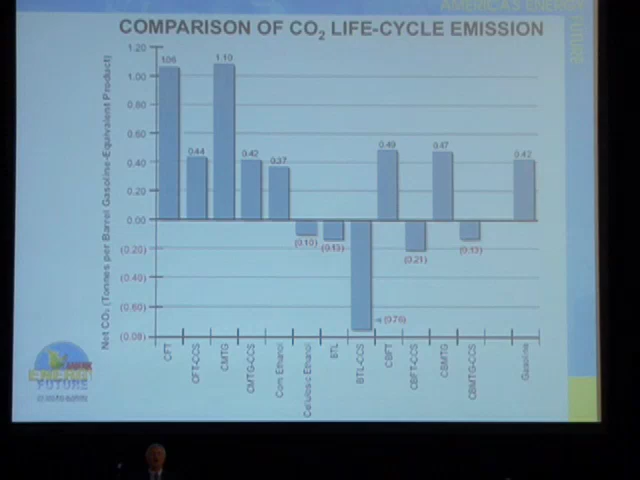 AMERICA'S ENERGY
FUTURE
COMPARISON OF CO2 LIFE-CYCLE EMISSION
Net CO2 (Tonnes per Barrel Gasoline-Equivalent Product)
1.20
1.00
0.80
0.60
0.40
0.20
0.00
(0.20)
(0.40)
(0.60)
1.06
0.44
1.10
0.42
0.37
(0.10)
(0.13)
(0.76)
0.49
(0.21)
0.47
(0.13)
0.42
CFT
CFT-CCS
CMTG
CMTG-CCS
Corn Ethanol
Cellulosic Ethanol
BTL
BTL-CCS
CBFT
CBFT-CCS
CBMTG
CBMTG-CCS
Gasoline
ENERGY
FUTURE